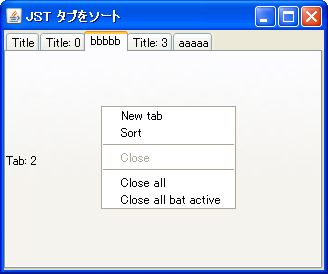 JST タブをソート
Title Title: 0 bbbbb Title: 3 aaaaa
New tab
Sort
Close
Tab: 2
Close all
Close all bat active